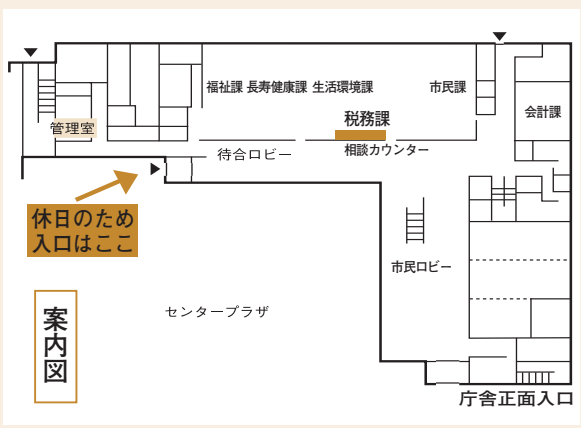 福祉課 長寿健康課 生活環境課
市民課
会計課
税務課
管理室
相談カウンター
待合ロビー
休日のため
入口はここ
市民ロビー
センタープラザ
案内図
庁舎正面入口